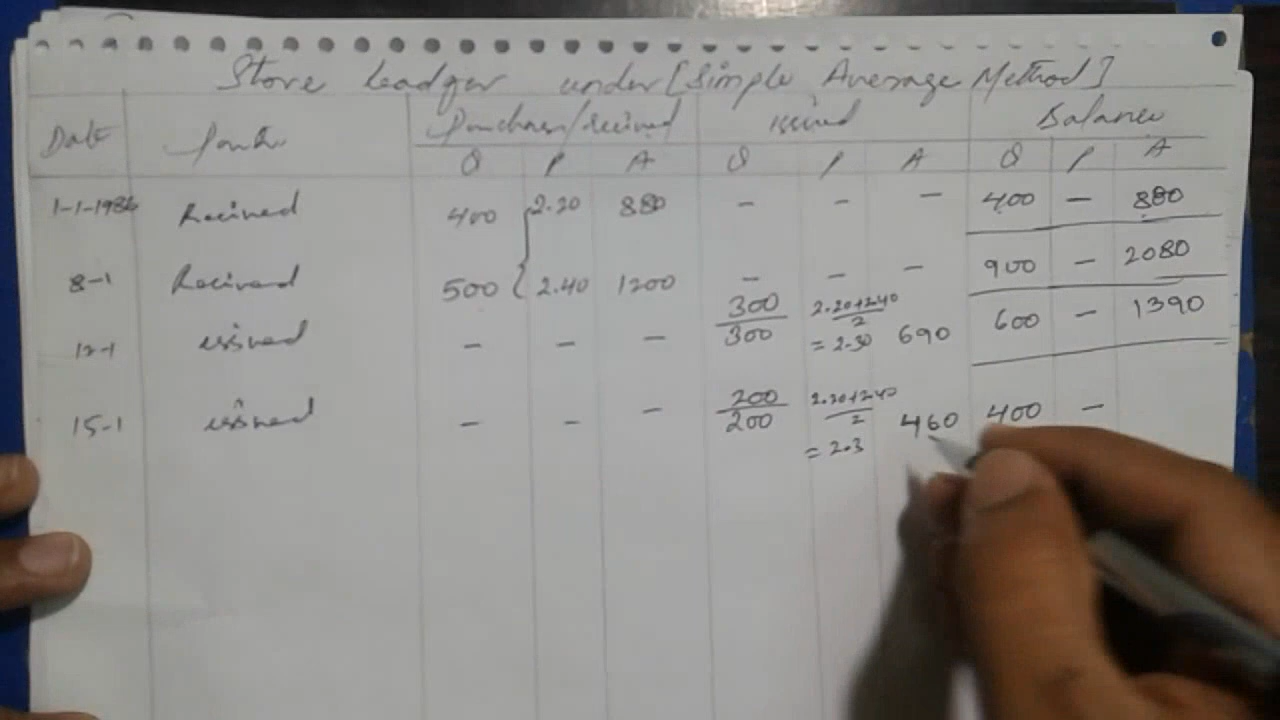 Store Leadger under [Simple Average Method]
Date Purchases/received issued Balance
Q P A Q P A Q P A
1-1-1986 Received 400 2.20 880 - - - 400 - 880
8-1 Received 500 2.40 1200 - - - 900 - 2080
12-1 issued - - - 300 2.20+2.40 600 - 1390
300 2
= 2.30 690
15-1 issued - - - 200 2.20+2.40 460 400 -
200 2
= 2.3